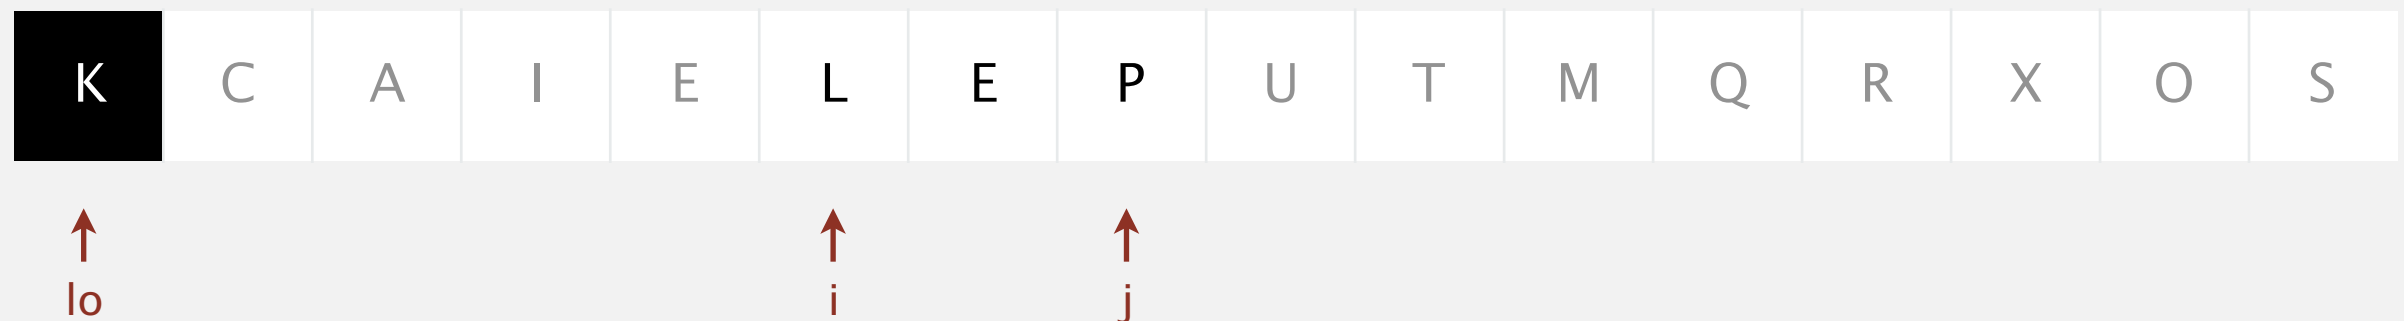 K C A I E L E P U T M Q R X O S
lo i j